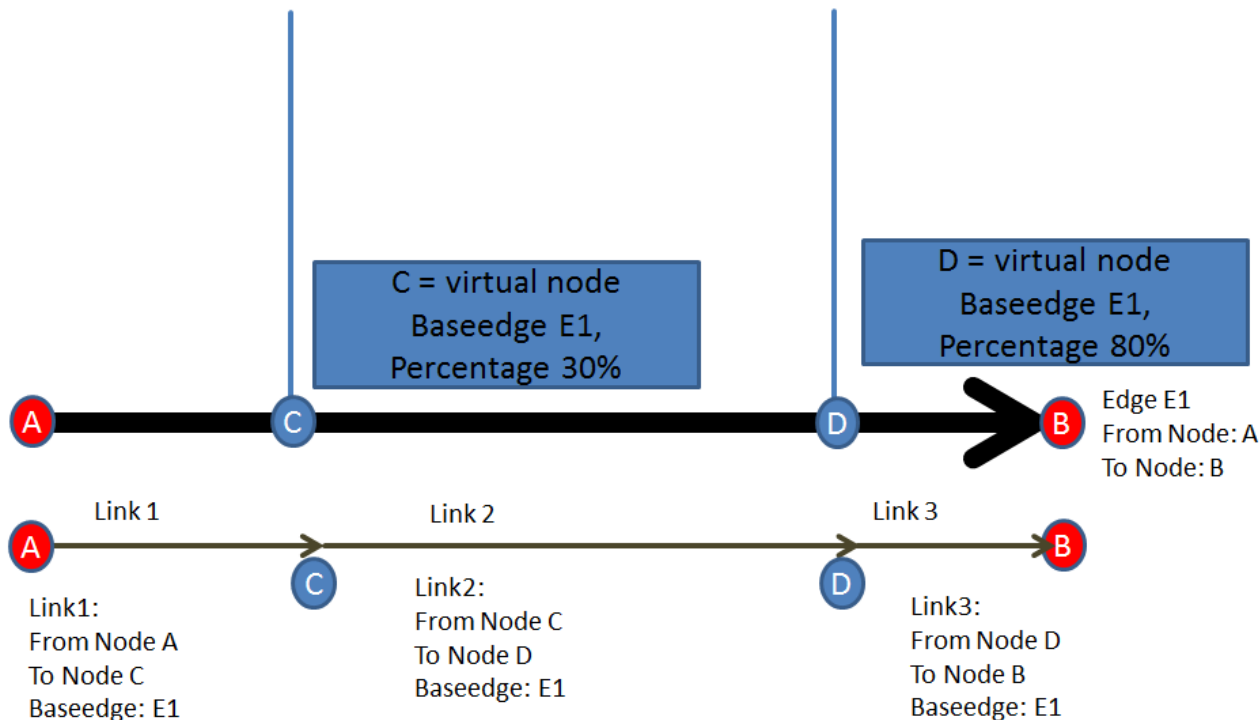 C = virtual node
Baseedge E1,
Percentage 30%
D = virtual node
Baseedge E1,
Percentage 80%
A
C
D
B
Edge E1
From Node: A
To Node: B
Link 1
Link 2
Link 3
A
B
C
D
Link1:
From Node A
To Node C
Baseedge: E1
Link2:
From Node C
To Node D
Baseedge: E1
Link3:
From Node D
To Node B
Baseedge: E1